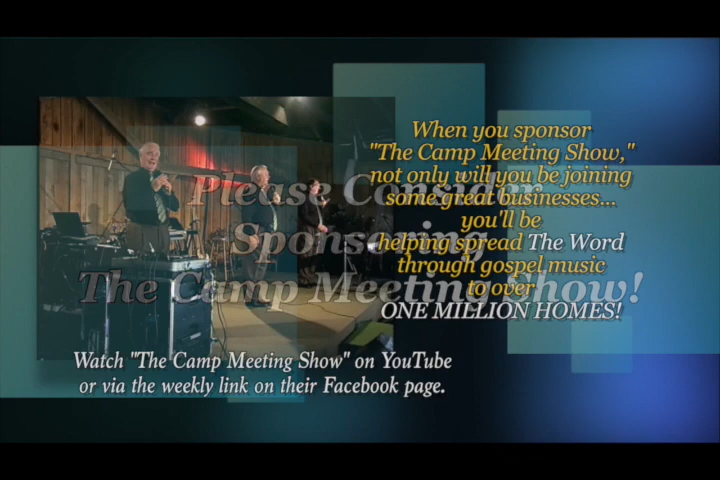 When you sponsor
"The Camp Meeting Show,"
not only will you be joining
some great businesses...
you'll be
helping spread The Word
through gospel music
to over
ONE MILLION HOMES!
Please Consider
Sponsoring
The Camp Meeting Show!
Watch "The Camp Meeting Show" on YouTube
or via the weekly link on their Facebook page.